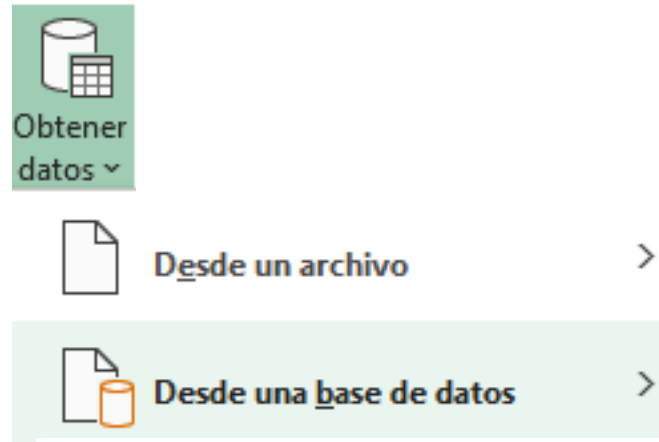 Obtener
datos
Desde un archivo
Desde una base de datos